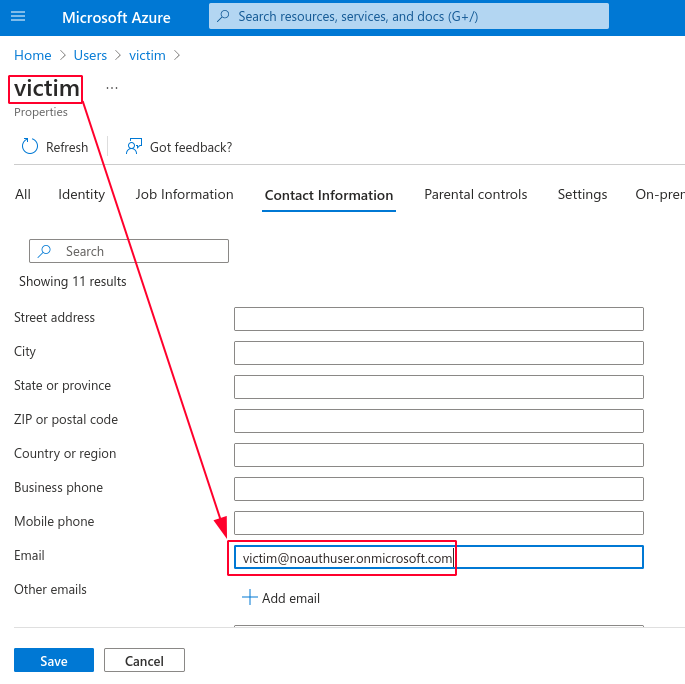 Microsoft Azure
Search resources, services, and docs (G+/)
Home > Users > victim >
victim ...
Properties
Refresh
Got feedback?
All Identity Job Information Contact Information Parental controls Settings On-prem
Search
Showing 11 results
Street address
City
State or province
ZIP or postal code
Country or region
Business phone
Mobile phone
Email victim@noauthuser.onmicrosoft.com
Other emails
Add email
Save Cancel